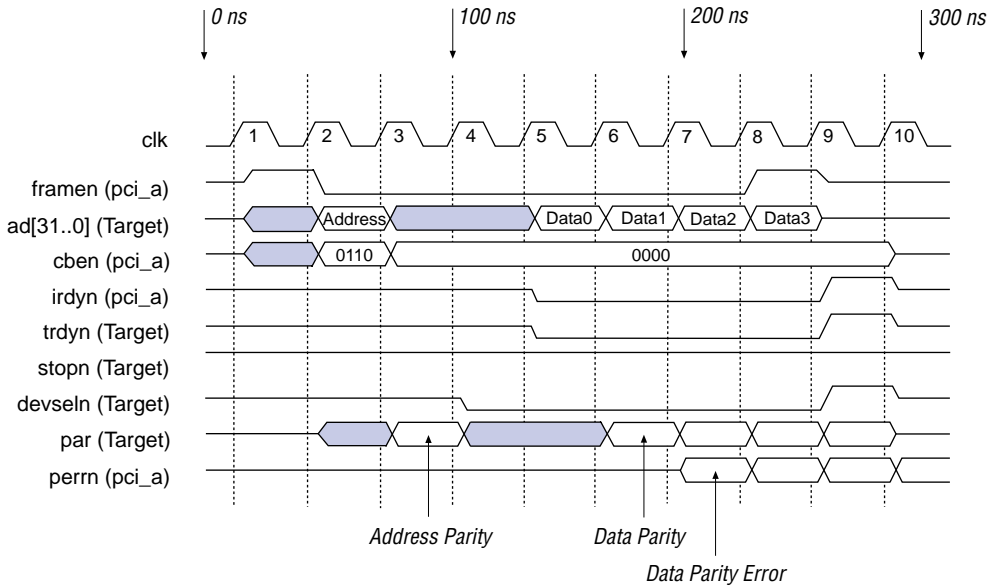 0 ns 100 ns 200 ns 300 ns
clk 1 2 3 4 5 6 7 8 9 10
framen (pci_a)
ad[31..0] (Target) Address Data0 Data1 Data2 Data3
cben (pci_a) 0110 0000
irdyn (pci_a)
trdyn (Target)
stopn (Target)
devseln (Target)
par (Target)
perrn (pci_a)
Address Parity Data Parity
Data Parity Error